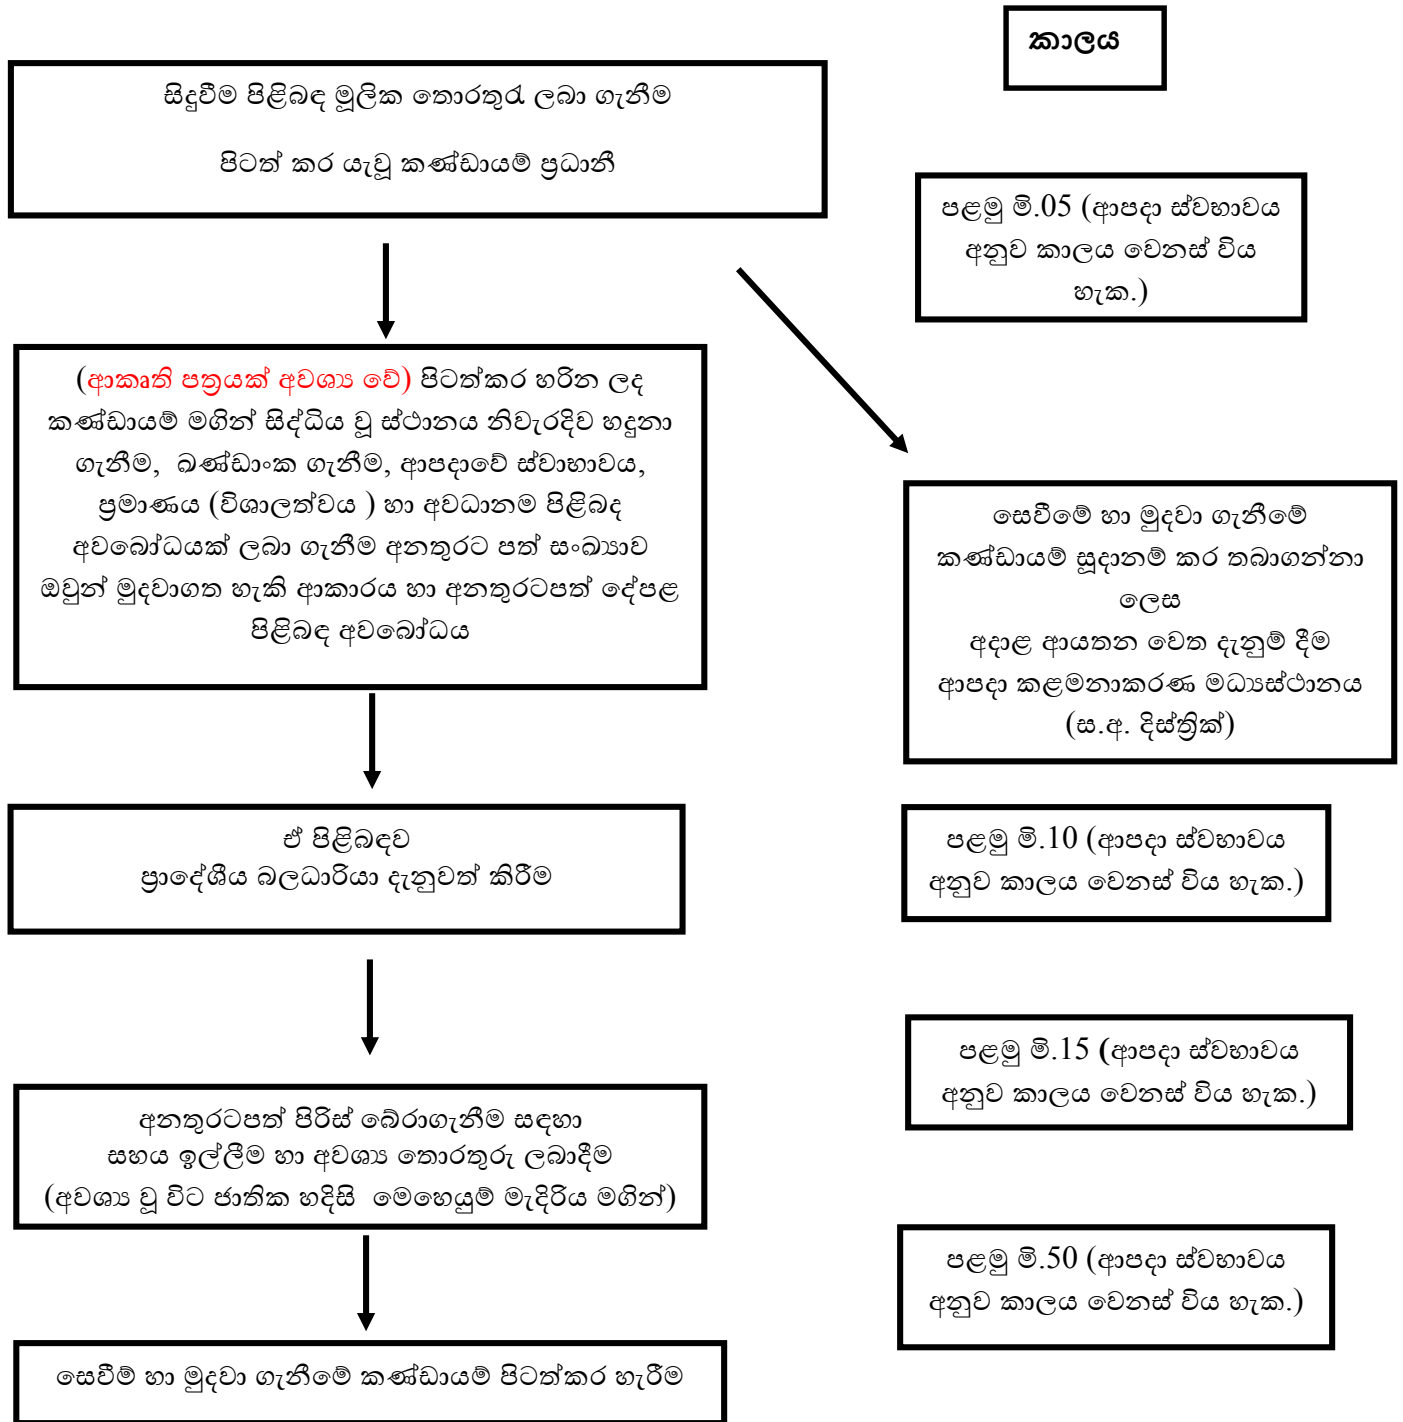 කාලය
සිදුවීම පිළිබඳ මූලික තොරතුරු ලබා ගැනීම
පිටත් කර යැවූ කණ්ඩායම් ප්‍රධානී
පළමු මි.05 (ආපදා ස්වභාවය
අනුව කාලය වෙනස් විය
හැක.)
(ආකෘති පත්‍රයක් අවශ්‍ය වේ) පිටත්කර හරින ලද
කණ්ඩායම් මගින් සිද්ධිය වූ ස්ථානය නිවැරදිව හදුනා
ගැනීම, ඛණ්ඩාංක ගැනීම, ආපදාවේ ස්වාභාවය,
ප්‍රමාණය (විශාලත්වය ) හා අවධානම පිළිබද
අවබෝධයක් ලබා ගැනීම අනතුරට පත් සංඛ්‍යාව
ඔවුන් මුදවාගත හැකි ආකාරය හා අනතුරටපත් දේපළ
පිළිබඳ අවබෝධය
සෙවීමේ හා මුදවා ගැනීමේ
කණ්ඩායම් සූදානම් කර තබාගන්නා
ලෙස
අදාළ ආයතන වෙත දැනුම් දීම
ආපදා කළමනාකරණ මධ්‍යස්ථානය
(ස.අ. දිස්ත්‍රික්)
ඒ පිළිබඳව
ප්‍රාදේශීය බලධාරියා දැනුවත් කිරීම
පළමු මි.10 (ආපදා ස්වභාවය
අනුව කාලය වෙනස් විය හැක.)
පළමු මි.15 (ආපදා ස්වභාවය
අනුව කාලය වෙනස් විය හැක.)
අනතුරටපත් පිරිස් බේරාගැනීම සඳහා
සහය ඉල්ලීම හා අවශ්‍ය තොරතුරු ලබාදීම
(අවශ්‍ය වූ විට ජාතික හදිසි මෙහෙයුම් මැදිරිය මගින්)
පළමු මි.50 (ආපදා ස්වභාවය
අනුව කාලය වෙනස් විය හැක.)
සෙවීම් හා මුදවා ගැනීමේ කණ්ඩායම් පිටත්කර හැරීම